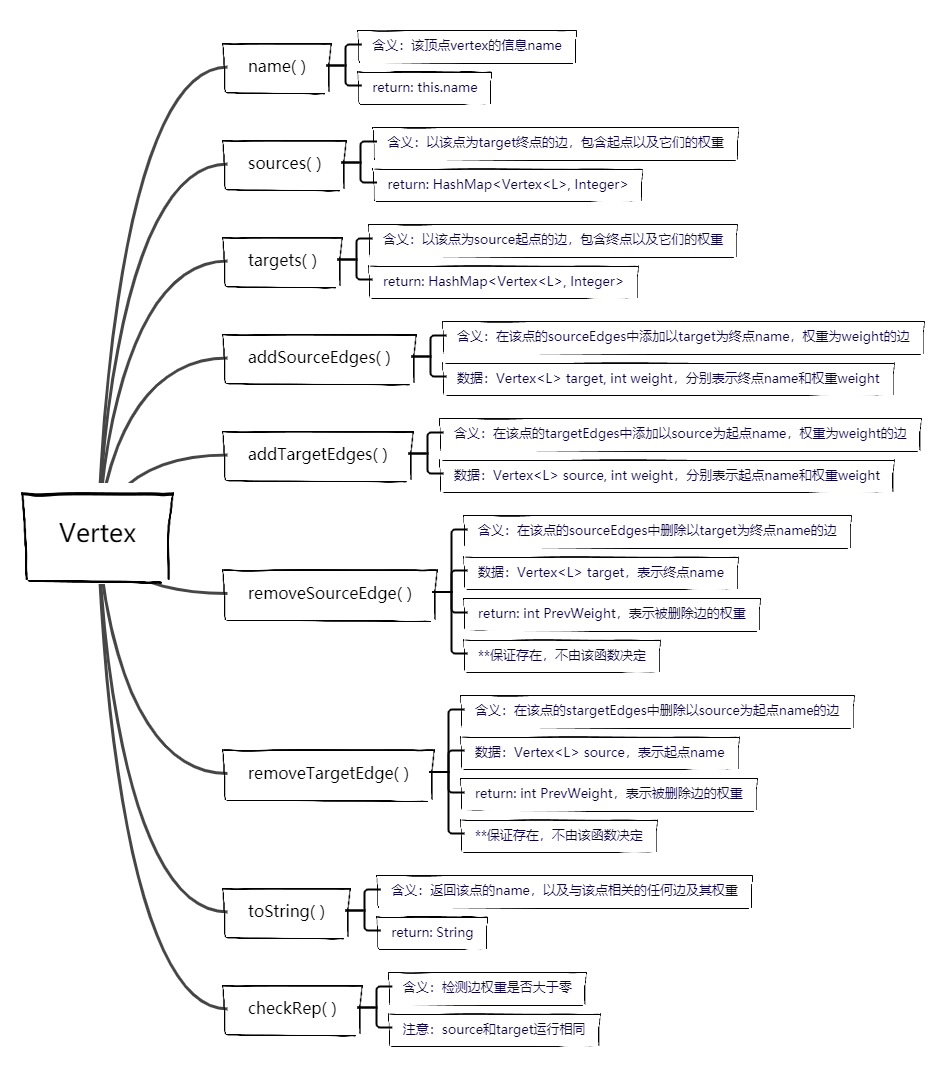 Vertex
name( )
含义：该顶点vertex的信息name
return: this.name
sources( )
含义：以该点为target终点的边，包含起点以及它们的权重
return: HashMap<Vertex<L>, Integer>
targets( )
含义：以该点为source起点的边，包含终点以及它们的权重
return: HashMap<Vertex<L>, Integer>
addSourceEdges( )
含义：在该点的sourceEdges中添加以target为终点name，权重为weight的边
数据：Vertex<L> target, int weight，分别表示终点name和权重weight
addTargetEdges( )
含义：在该点的targetEdges中添加以source为起点name，权重为weight的边
数据：Vertex<L> source, int weight，分别表示起点name和权重weight
removeSourceEdge( )
含义：在该点的sourceEdges中删除以target为终点name的边
数据：Vertex<L> target，表示终点name
return: int PrevWeight，表示被删除边的权重
**保证存在，不由该函数决定
removeTargetEdge( )
含义：在该点的stargetEdges中删除以source为起点name的边
数据：Vertex<L> source，表示起点name
return: int PrevWeight，表示被删除边的权重
**保证存在，不由该函数决定
toString( )
含义：返回该点的name，以及与该点相关的任何边及其权重
return: String
checkRep( )
含义：检测边权重是否大于零
注意：source和target运行相同